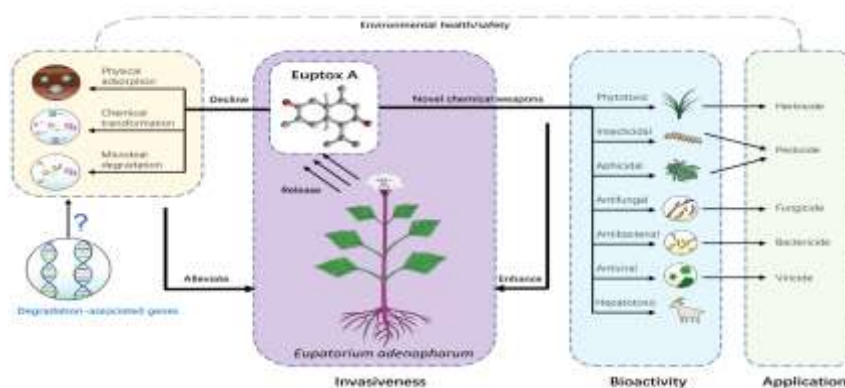 Environmental health/safety
Physical
adsorption
Chemical
transformation
Microbial
degradation
?
Degradation-associated genes
Decline
Alleviate
Euptox A
Release
Eupatorium adenophorum
Invasiveness
Novel chemical weapons
Enhance
Phytotoxic
Insecticidal
Aphicidal
Antifungal
Antibacterial
Antiviral
Hepatotoxic
Bioactivity
Herbicide
Pesticide
Fungicide
Bactericide
Viricide
Application